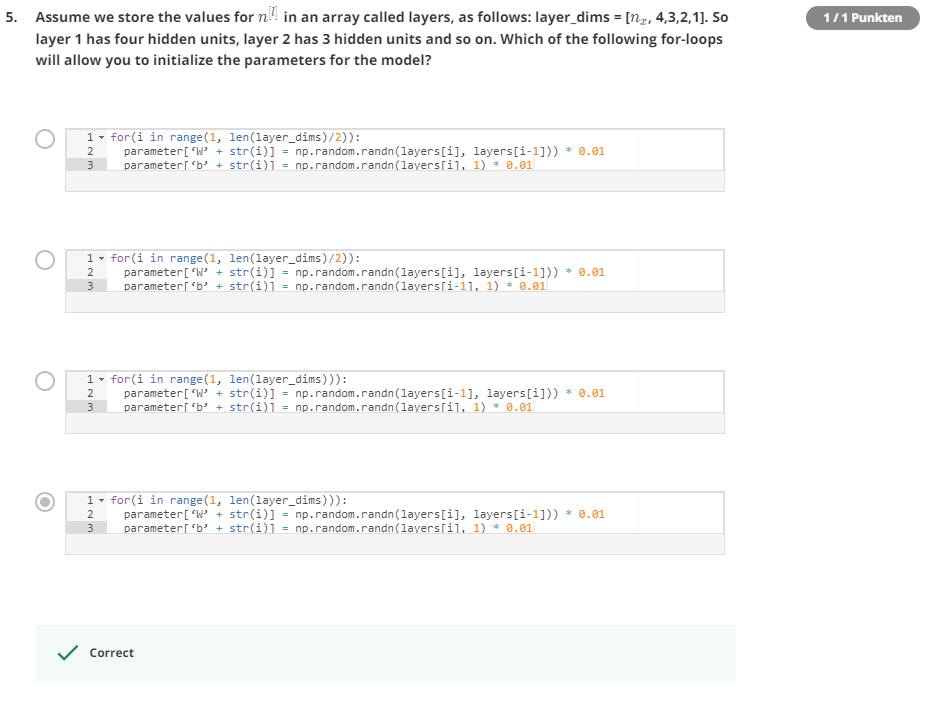 5. Assume we store the values for n^[l] in an array called layers, as follows: layer_dims = [n_x, 4,3,2,1]. So
1 / 1 Punkten
layer 1 has four hidden units, layer 2 has 3 hidden units and so on. Which of the following for-loops
will allow you to initialize the parameters for the model?
1 for(i in range(1, len(layer_dims)/2)):
2 parameter[‘W’ + str(i)] = np.random.randn(layers[i], layers[i-1])) * 0.01
3 parameter[‘b’ + str(i)] = np.random.randn(layers[i], 1) * 0.01
1 for(i in range(1, len(layer_dims)/2)):
2 parameter[‘W’ + str(i)] = np.random.randn(layers[i], layers[i-1])) * 0.01
3 parameter[‘b’ + str(i)] = np.random.randn(layers[i-1], 1) * 0.01
1 for(i in range(1, len(layer_dims))):
2 parameter[‘W’ + str(i)] = np.random.randn(layers[i-1], layers[i])) * 0.01
3 parameter[‘b’ + str(i)] = np.random.randn(layers[i], 1) * 0.01
1 for(i in range(1, len(layer_dims))):
2 parameter[‘W’ + str(i)] = np.random.randn(layers[i], layers[i-1])) * 0.01
3 parameter[‘b’ + str(i)] = np.random.randn(layers[i], 1) * 0.01
Correct